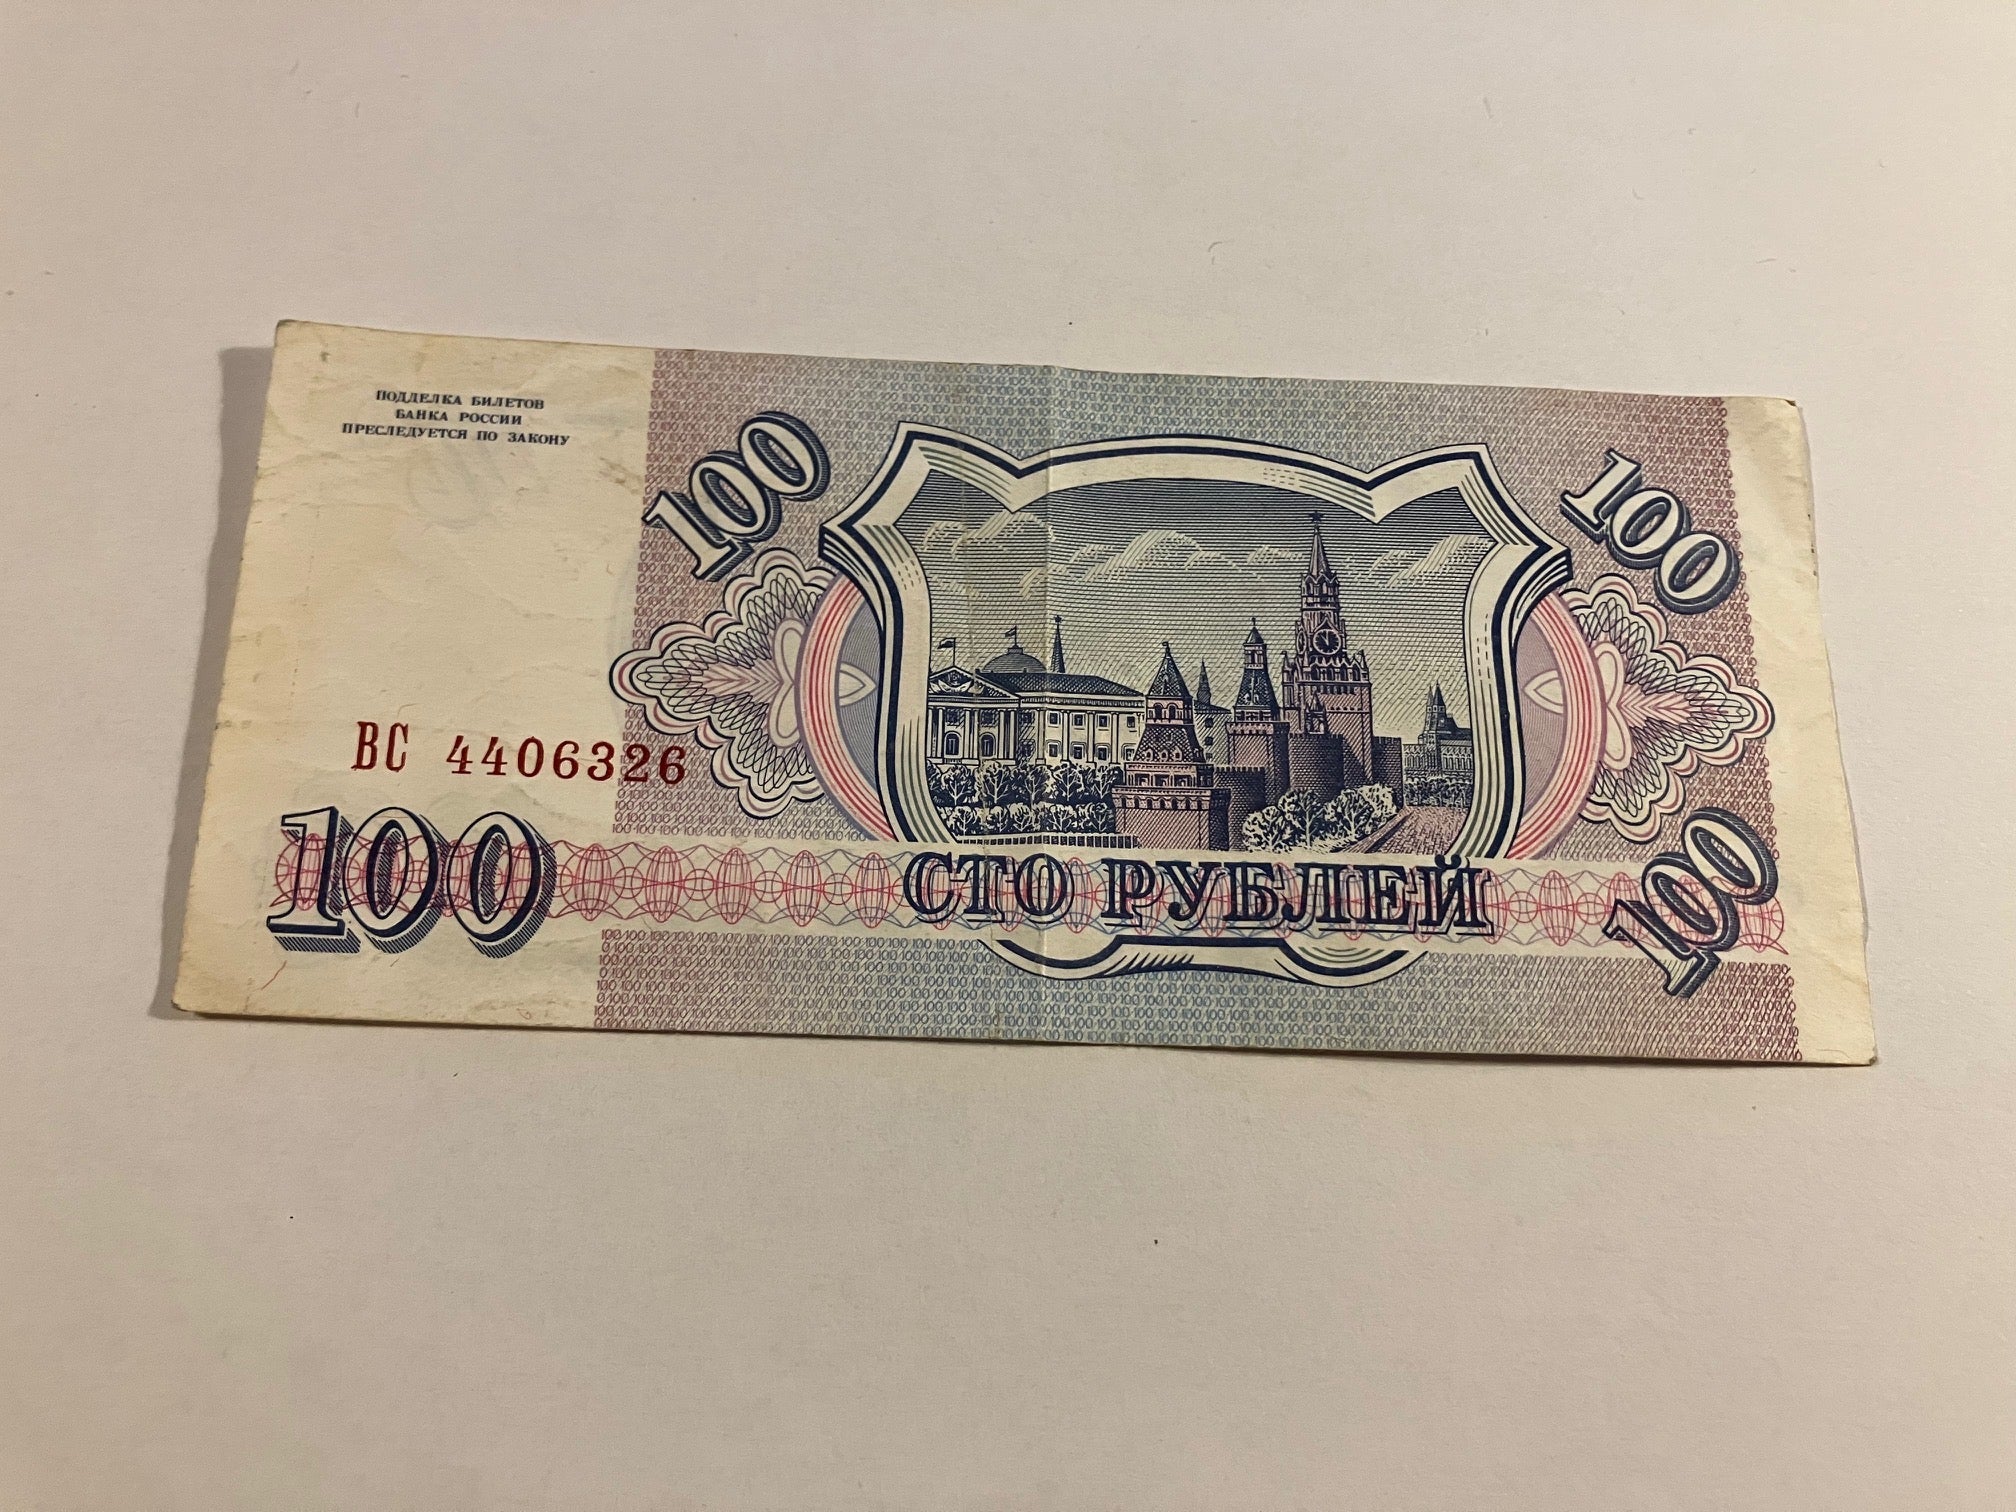 ПОДДЕЛКА БИЛЕТОВ
БАНКА РОССИИ
ПРЕСЛЕДУЕТСЯ ПО ЗАКОНУ
100
100
ВС 4406326
100
СТО РУБЛЕЙ
100